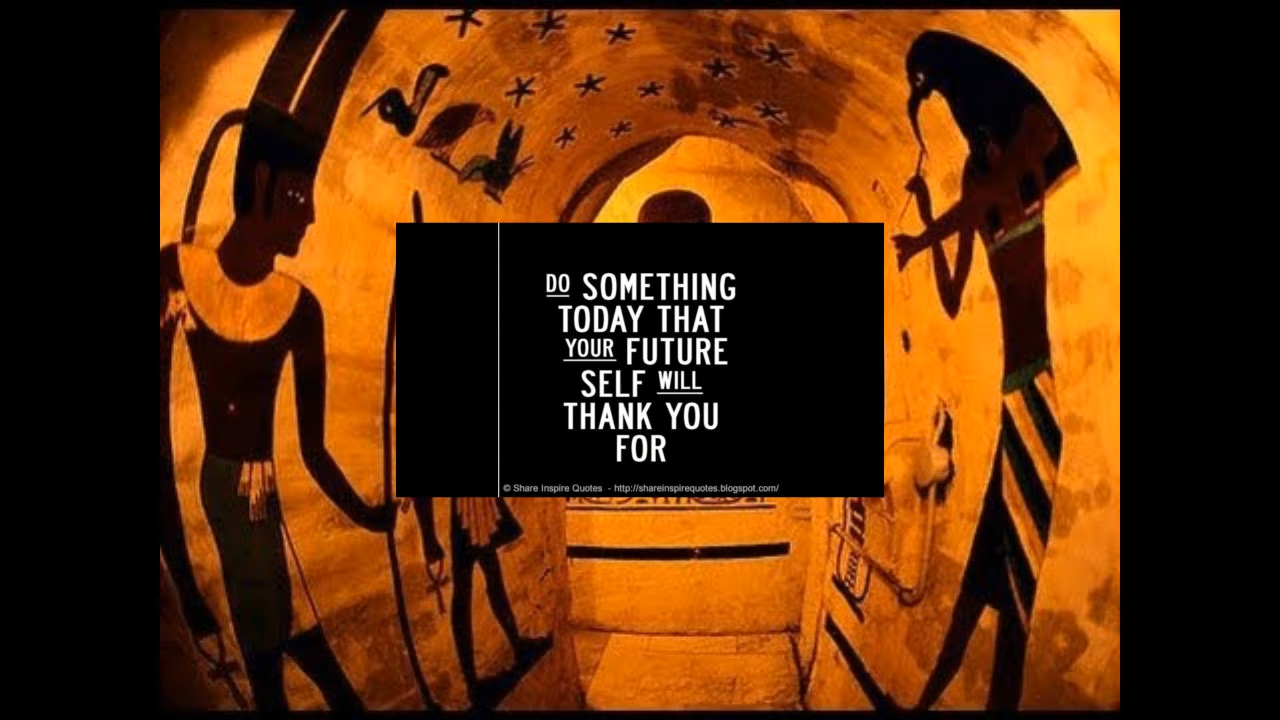 DO SOMETHING
TODAY THAT
YOUR FUTURE
SELF WILL
THANK YOU
FOR
© Share Inspire Quotes - http://shareinspirequotes.blogspot.com/